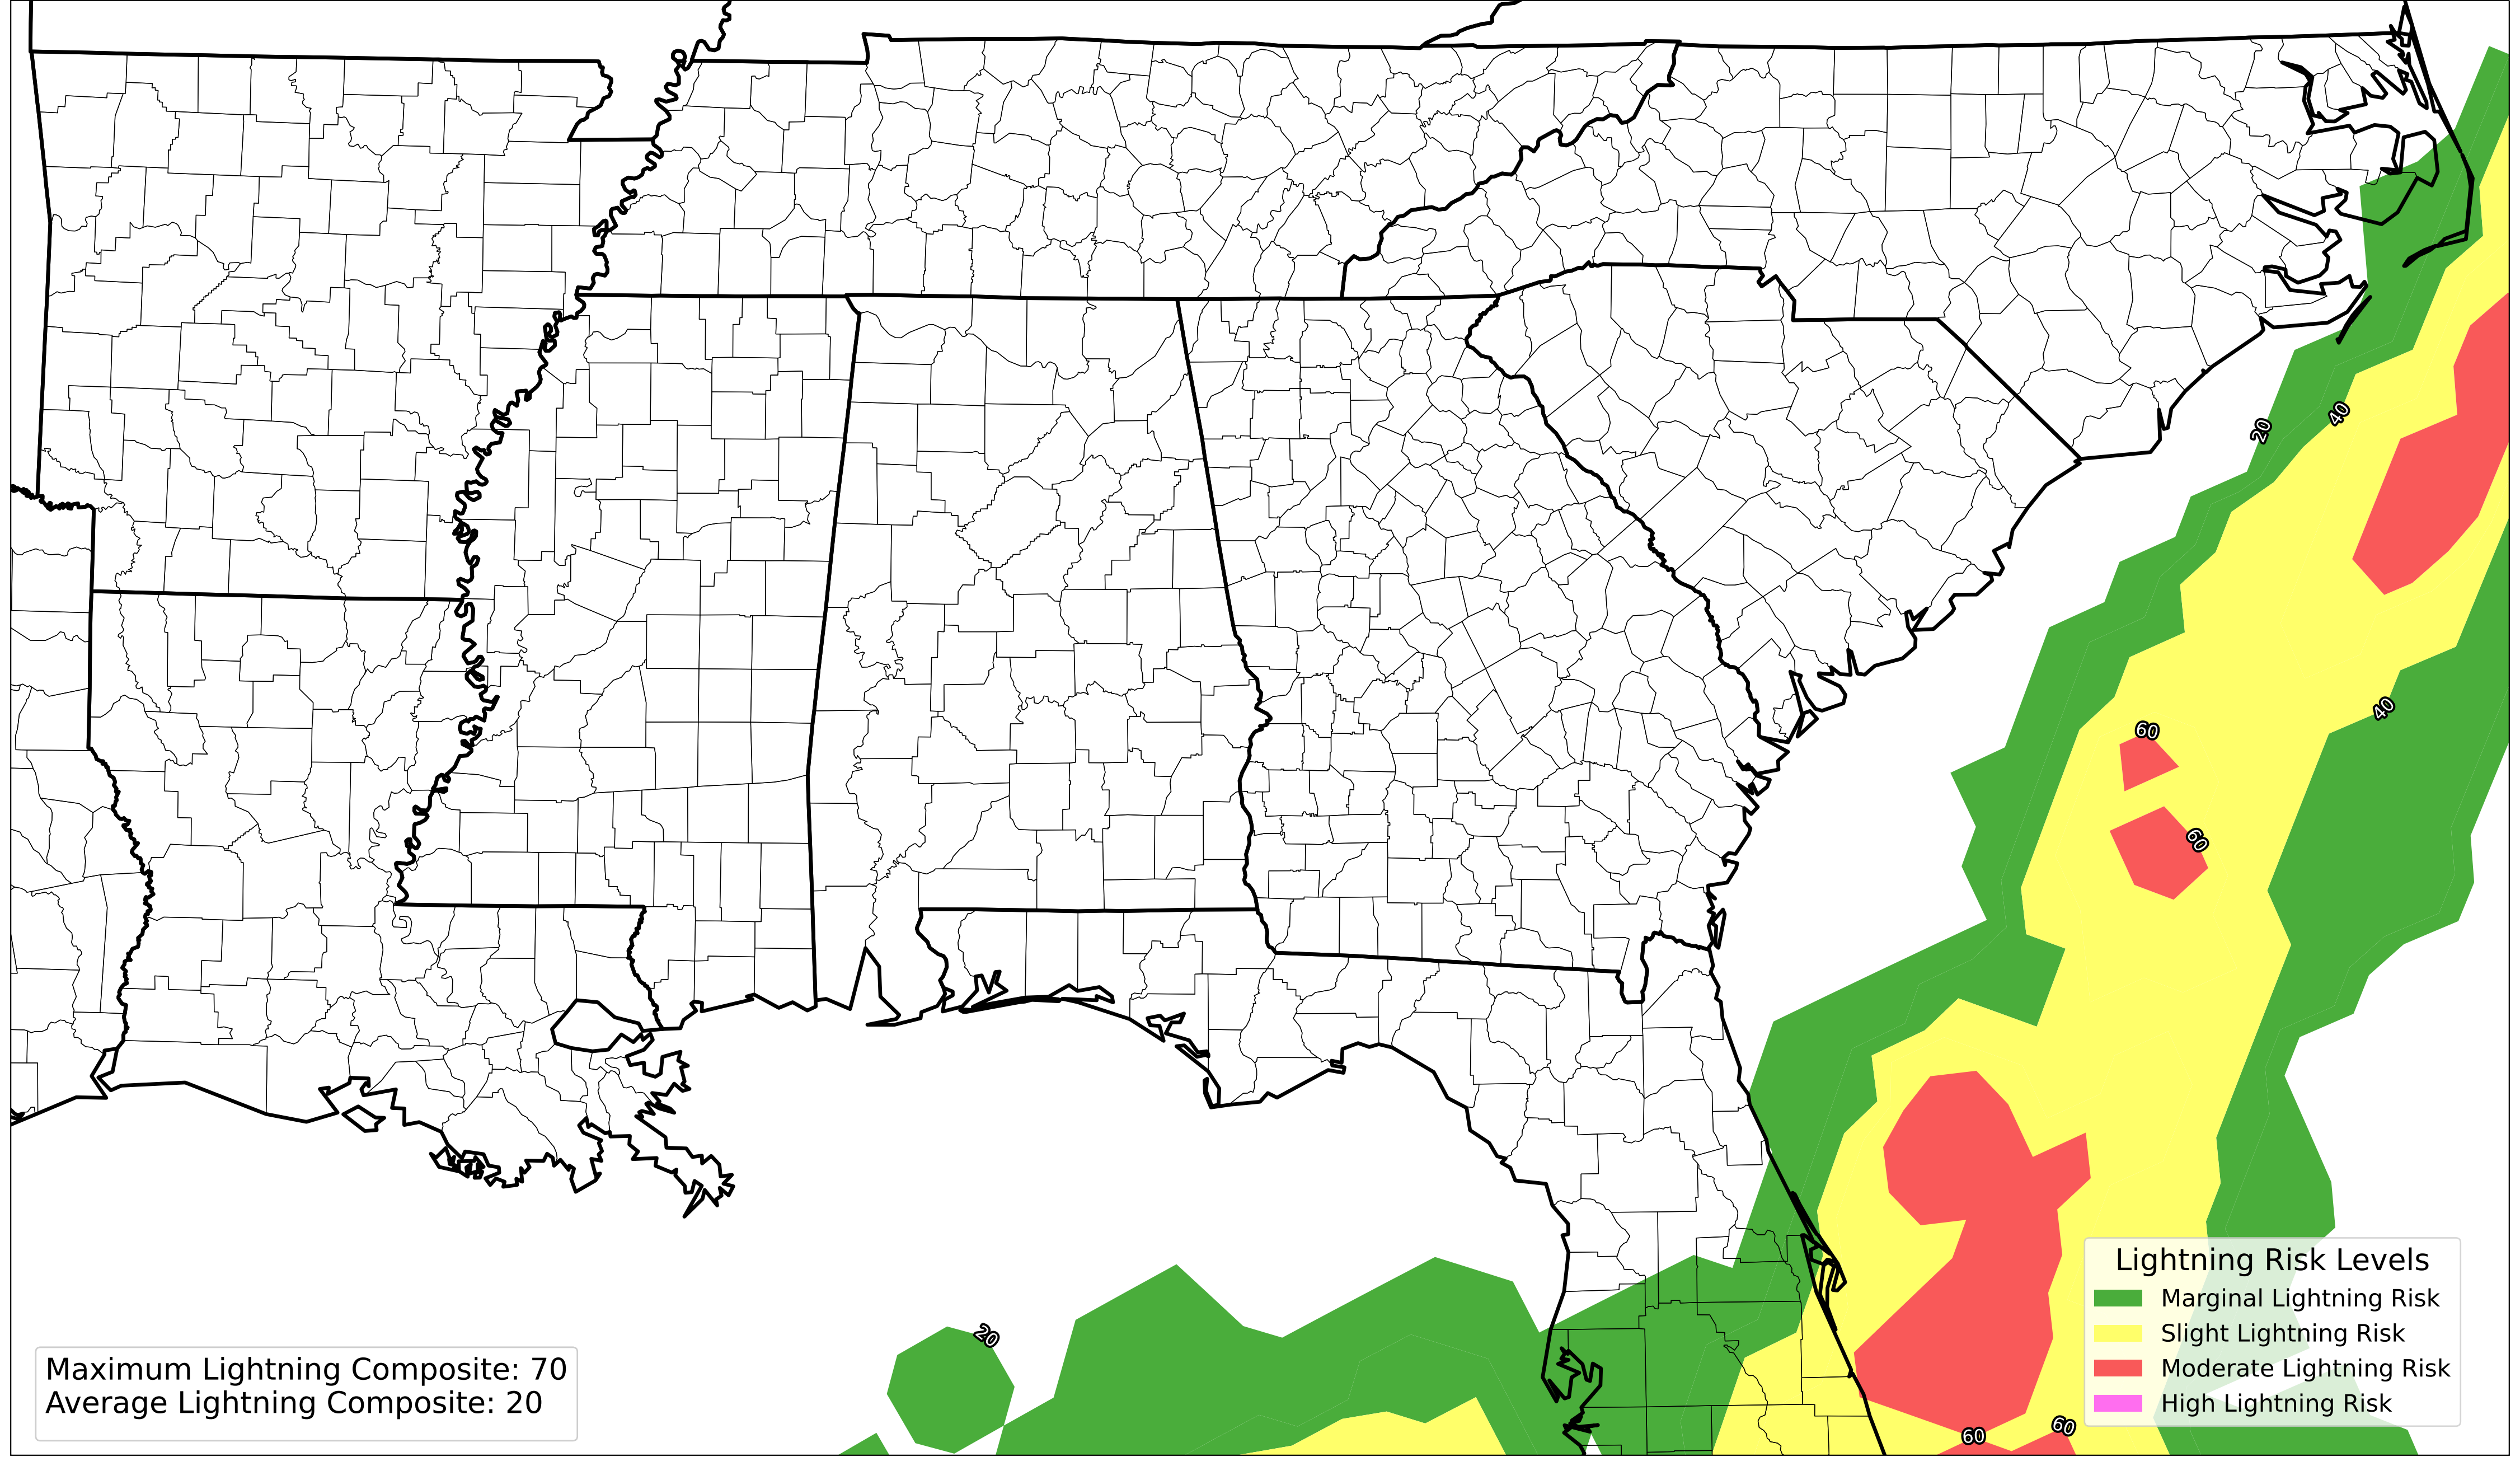 20
40
40
60
60
20
60
60
Maximum Lightning Composite: 70
Average Lightning Composite: 20
Lightning Risk Levels
Marginal Lightning Risk
Slight Lightning Risk
Moderate Lightning Risk
High Lightning Risk